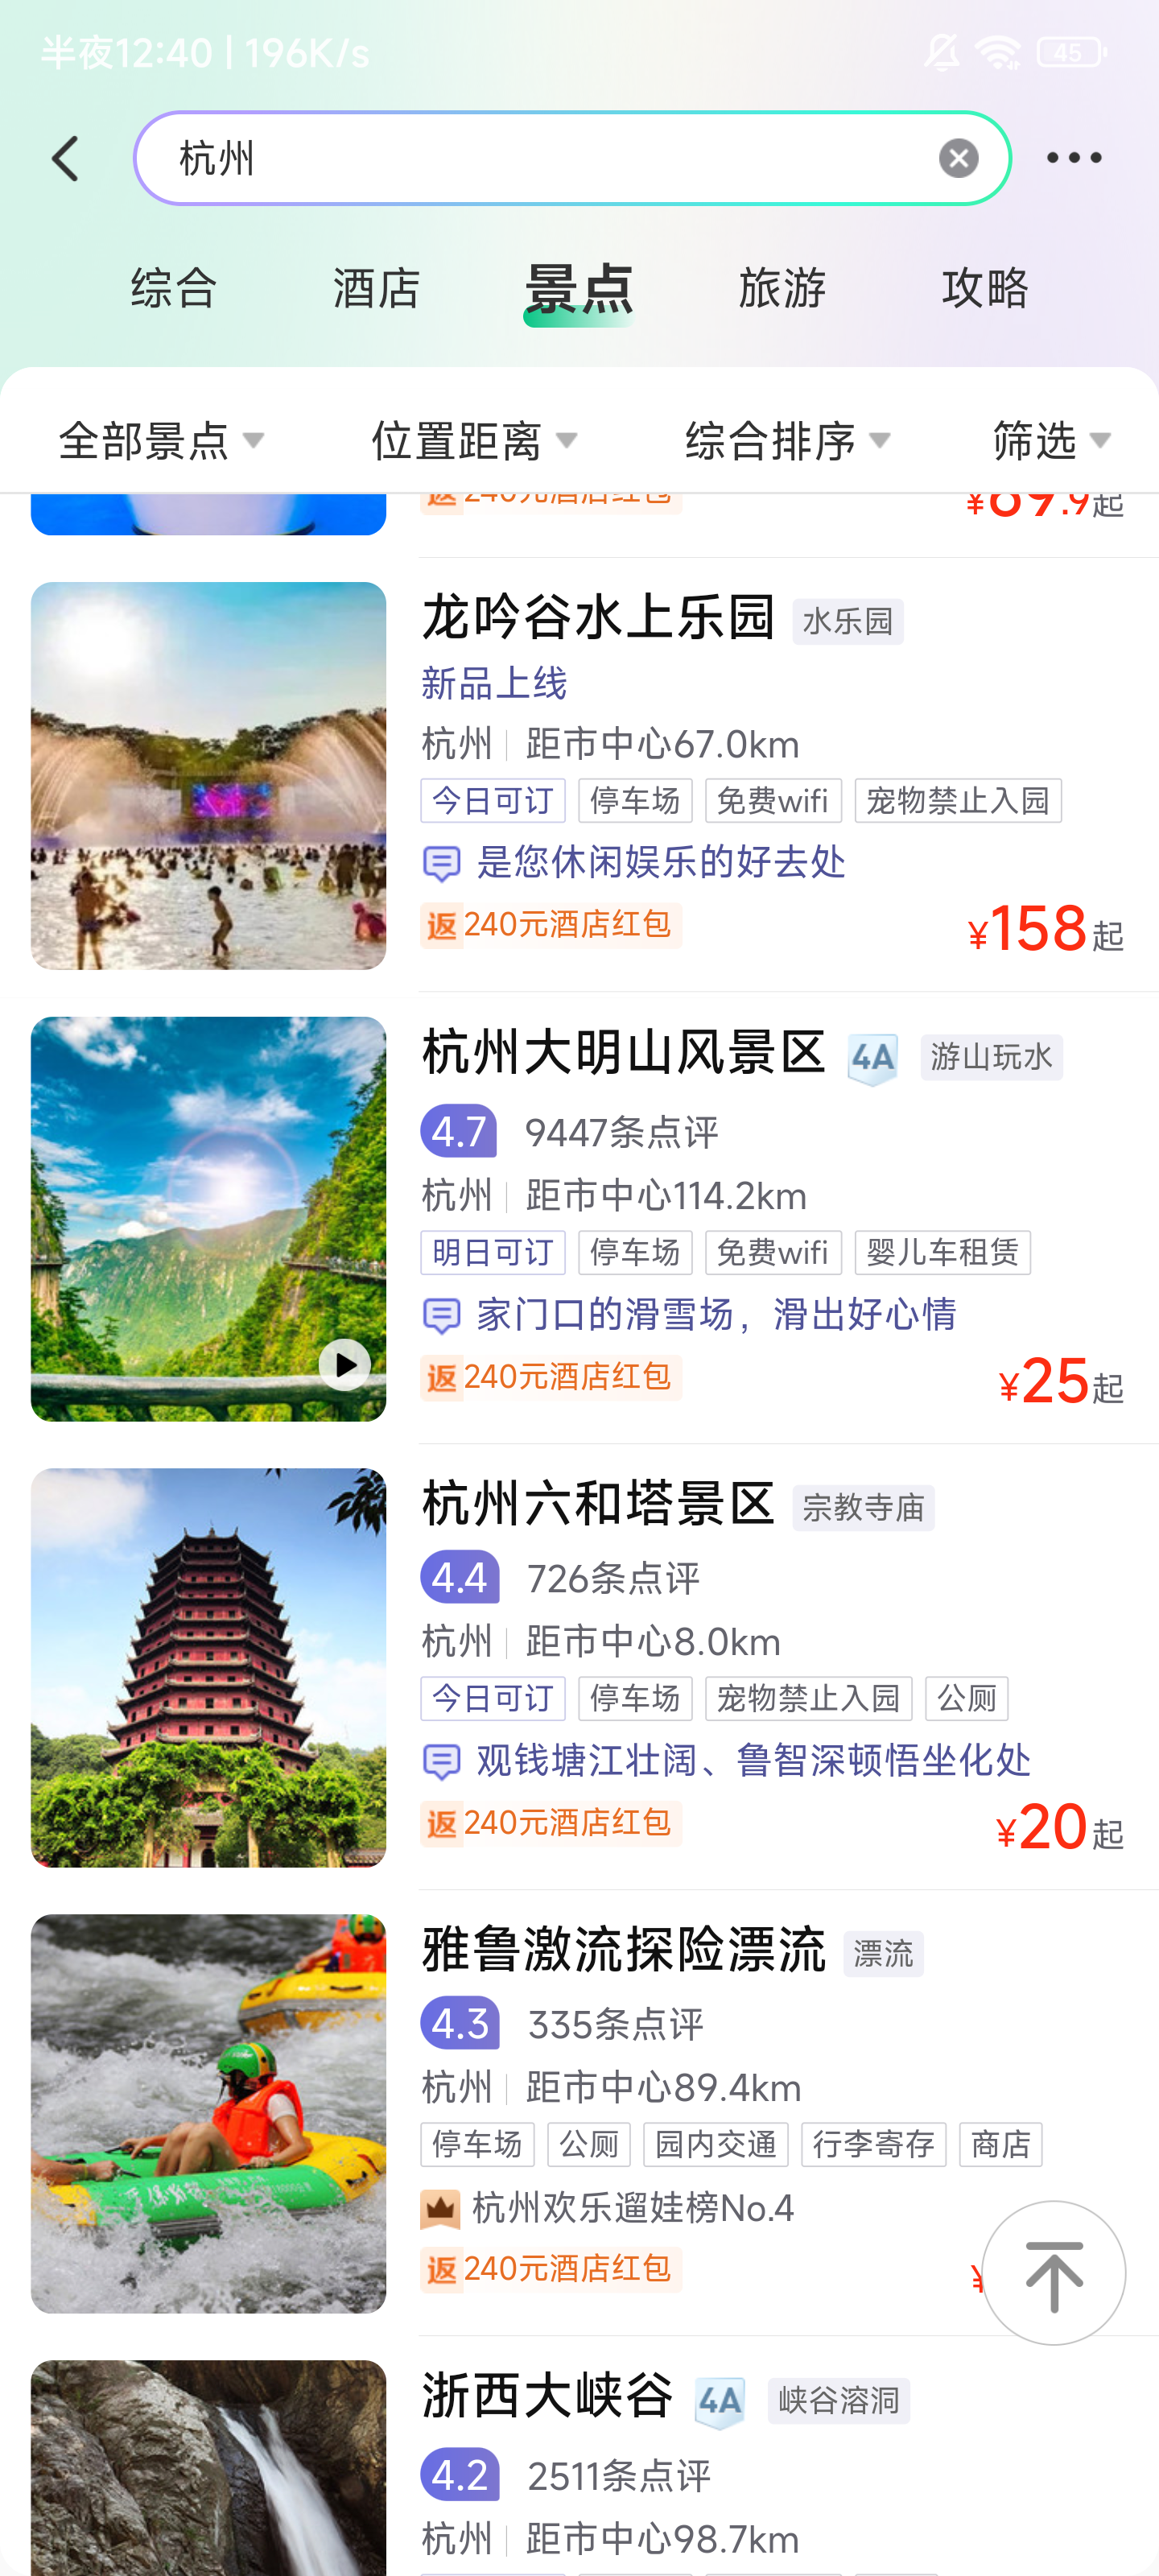 半夜12:40 | 196K/s
45
杭州
综合 酒店 景点 旅游 攻略
全部景点 位置距离 综合排序 筛选
返240元酒店红包 ¥69.9起
龙吟谷水上乐园 水乐园
新品上线
杭州 距市中心67.0km
今日可订 停车场 免费wifi 宠物禁止入园
是您休闲娱乐的好去处
返240元酒店红包 ¥158起
杭州大明山风景区 4A 游山玩水
4.7 9447条点评
杭州 距市中心114.2km
明日可订 停车场 免费wifi 婴儿车租赁
家门口的滑雪场，滑出好心情
返240元酒店红包 ¥25起
杭州六和塔景区 宗教寺庙
4.4 726条点评
杭州 距市中心8.0km
今日可订 停车场 宠物禁止入园 公厕
观钱塘江壮阔、鲁智深顿悟坐化处
返240元酒店红包 ¥20起
雅鲁激流探险漂流 漂流
4.3 335条点评
杭州 距市中心89.4km
停车场 公厕 园内交通 行李寄存 商店
杭州欢乐遛娃榜No.4
返240元酒店红包 ¥
浙西大峡谷 4A 峡谷溶洞
4.2 2511条点评
杭州 距市中心98.7km